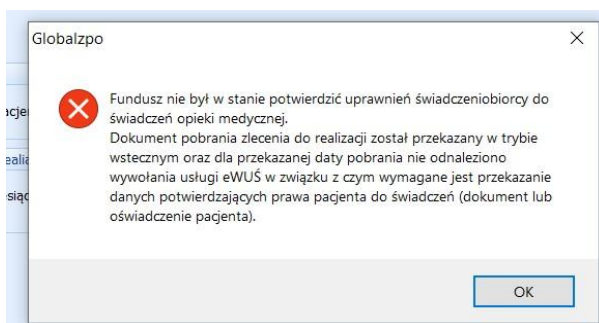 Globalzpo
Fundusz nie był w stanie potwierdzić uprawnień świadczeniobiorcy do
świadczeń opieki medycznej.
Dokument pobrania zlecenia do realizacji został przekazany w trybie
wstecznym oraz dla przekazanej daty pobrania nie odnaleziono
wywołania usługi eWUŚ w związku z czym wymagane jest przekazanie
danych potwierdzających prawa pacjenta do świadczeń (dokument lub
oświadczenie pacjenta).
OK